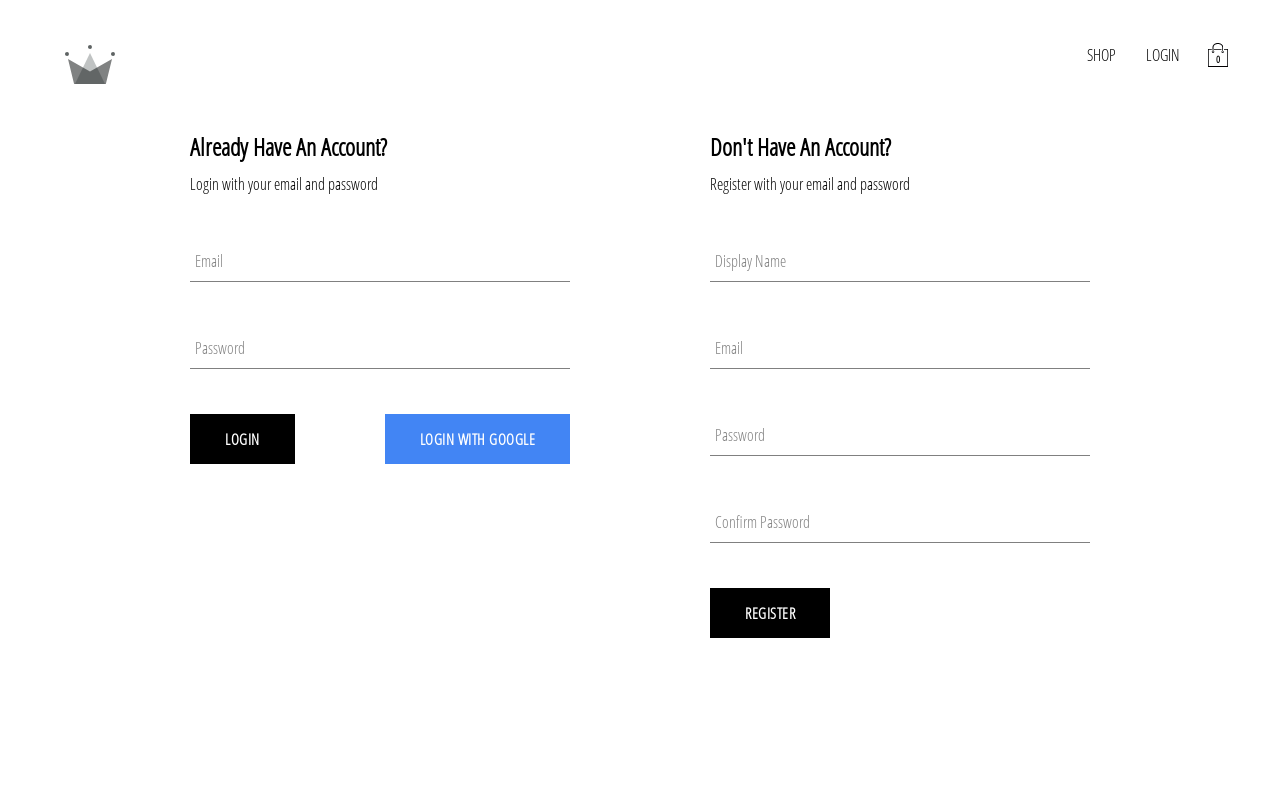 SHOP
LOGIN
0
Already Have An Account?
Login with your email and password
Email
Password
LOGIN
LOGIN WITH GOOGLE
Don't Have An Account?
Register with your email and password
Display Name
Email
Password
Confirm Password
REGISTER